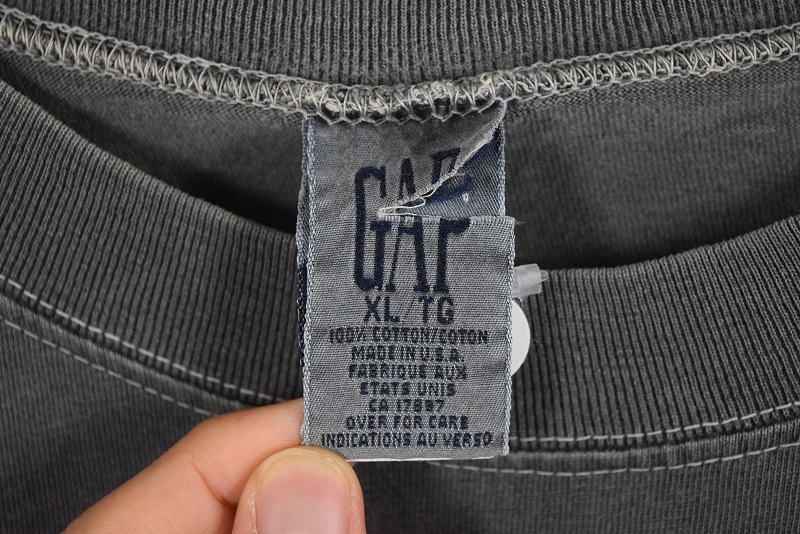 GAP
XL/TG
100% COTTON/COTON
MADE IN U.S.A.
FABRIQUE AUX
ETATS UNIS
CA 17897
OVER FOR CARE
INDICATIONS AU VERSO